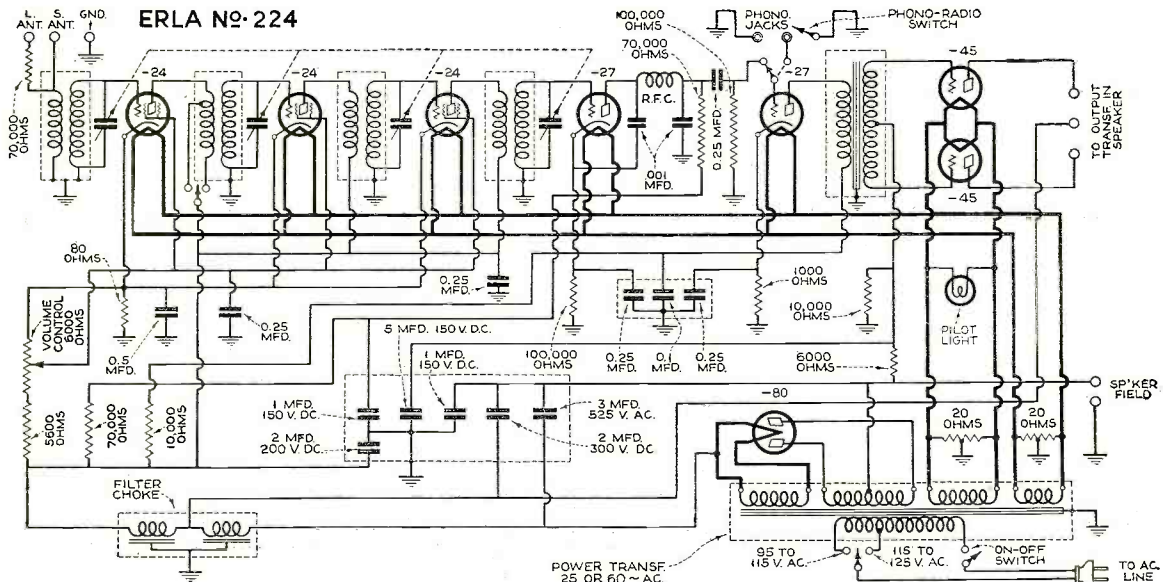 ERLA Nº·224
L.
ANT.
S.
ANT.
GND.
70,000
OHMS
-24
-24
-24
-27
R.F.C.
.001
MFD.
100,000
OHMS
70,000
OHMS
0.25 MFD.
PHONO.
JACKS
PHONO-RADIO
SWITCH
-27
-45
-45
TO OUTPUT
TRANSF. IN
SPEAKER
80
OHMS
VOLUME
CONTROL
6000
OHMS
0.5
MFD.
0.25
MFD.
0.25
MFD.
100,000
OHMS
0.25
MFD.
0.1
MFD.
0.25
MFD.
1000
OHMS
10,000
OHMS
PILOT
LIGHT
6000
OHMS
5 MFD. 150 V. D.C.
1 MFD.
150 V. D.C.
1 MFD.
150 V. DC.
2 MFD.
200 V. DC.
3 MFD.
525 V. AC.
2 MFD.
300 V. DC.
5600
OHMS
70,000
OHMS
10,000
OHMS
-80
SP'KER
FIELD
20
OHMS
20
OHMS
FILTER
CHOKE
POWER TRANSF.
25 OR 60 ~ AC.
95 TO
115 V. AC.
115 TO
125 V. AC.
ON-OFF
SWITCH
TO AC.
LINE